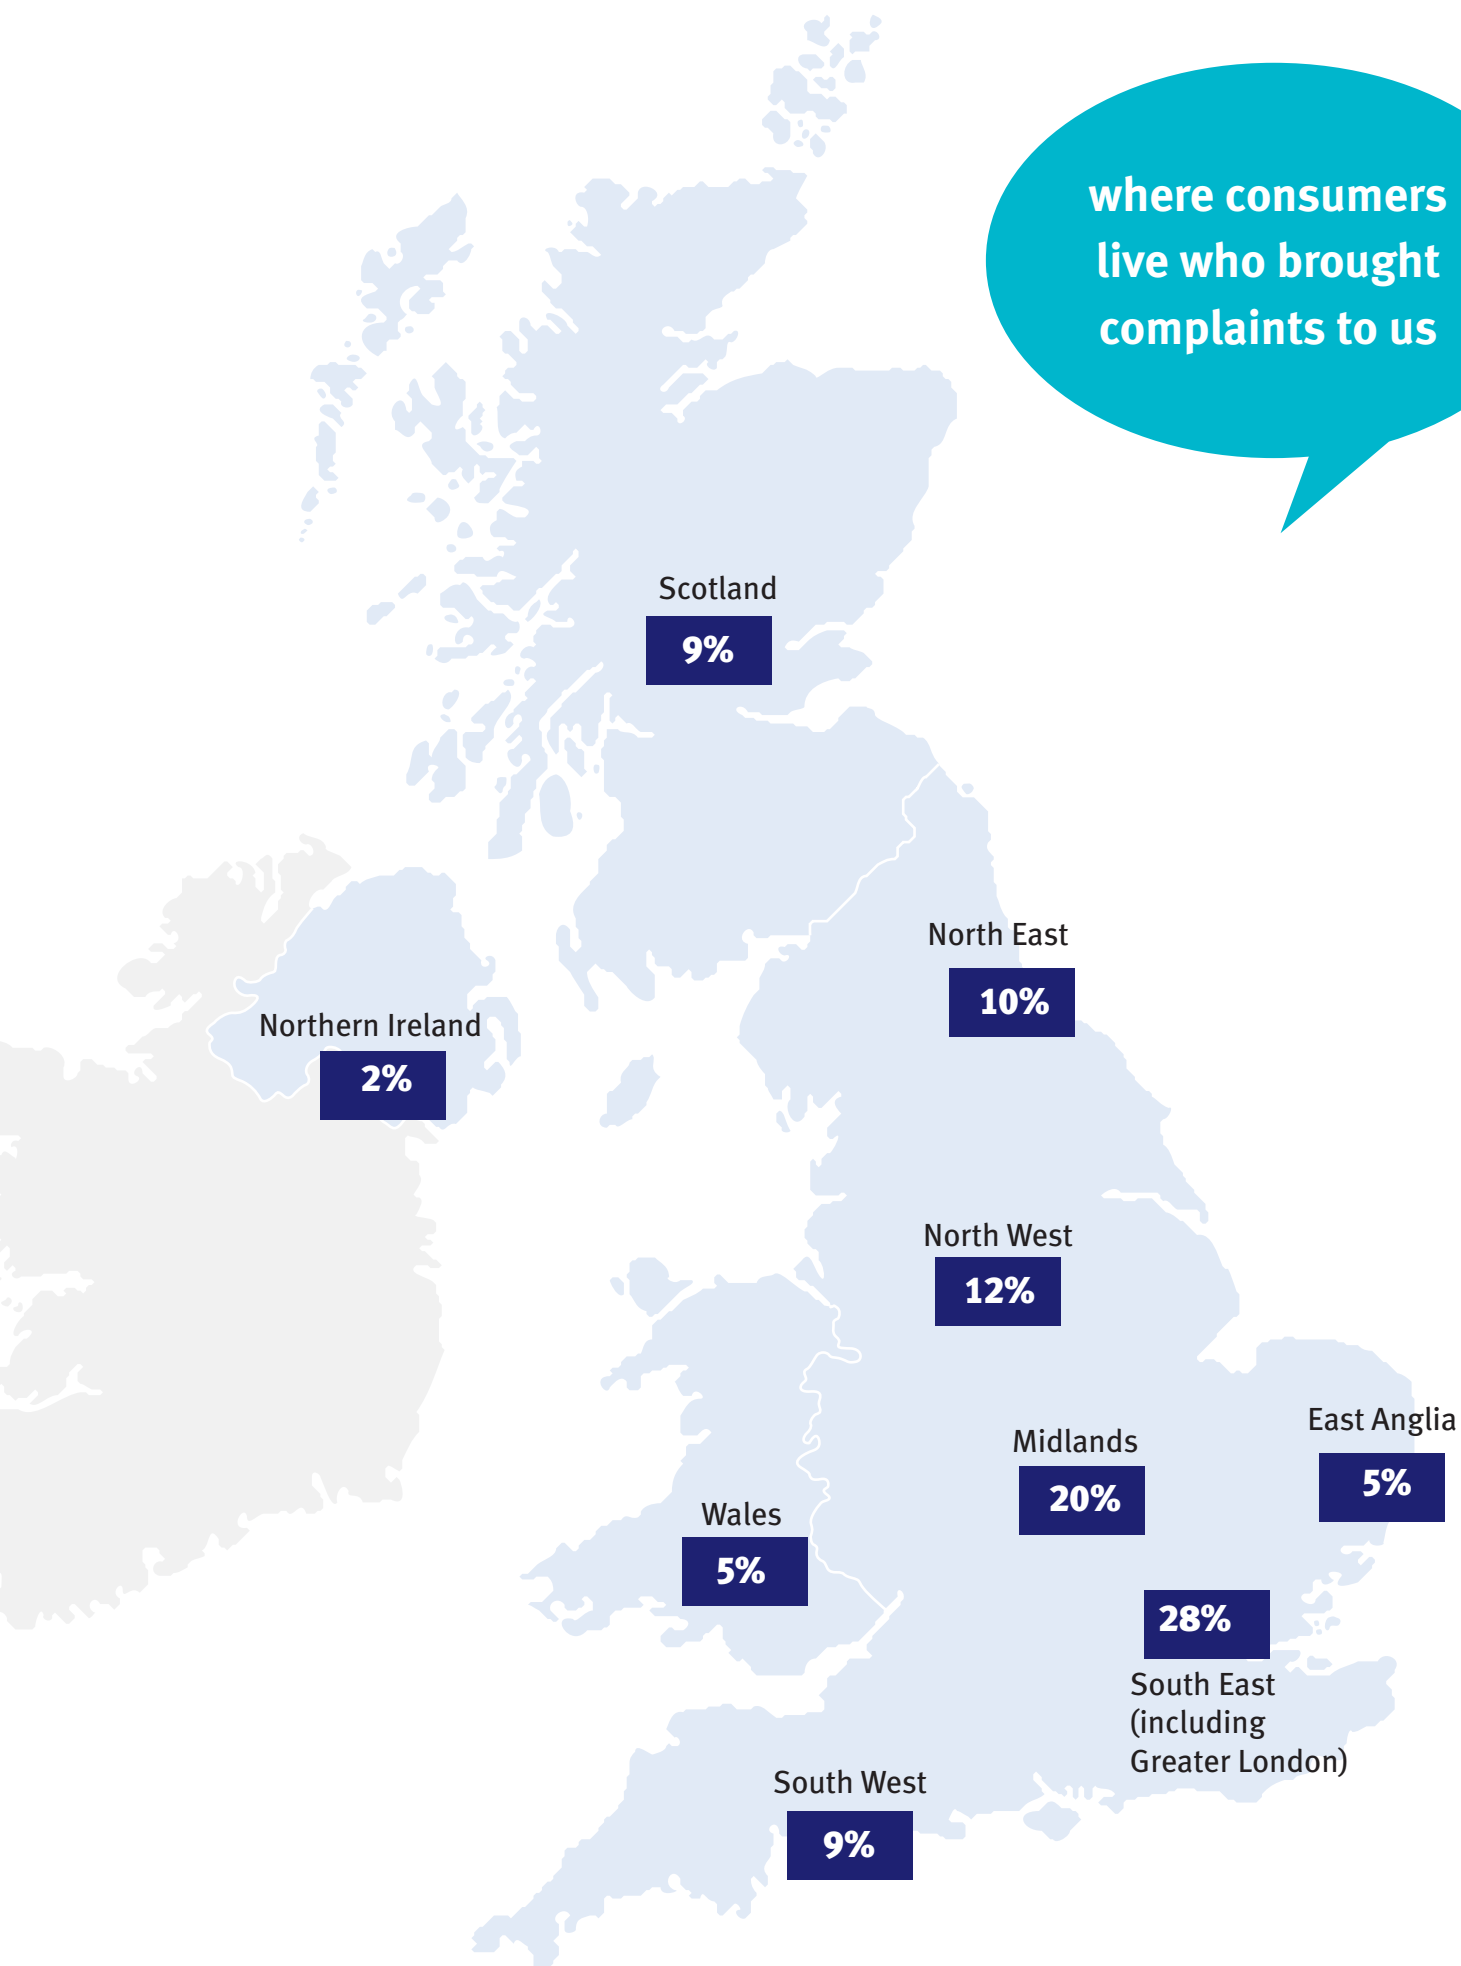 where consumers
live who brought
complaints to us
Scotland
9%
North East
10%
Northern Ireland
2%
North West
12%
East Anglia
5%
Midlands
20%
Wales
5%
28%
South East
(including
Greater London)
South West
9%